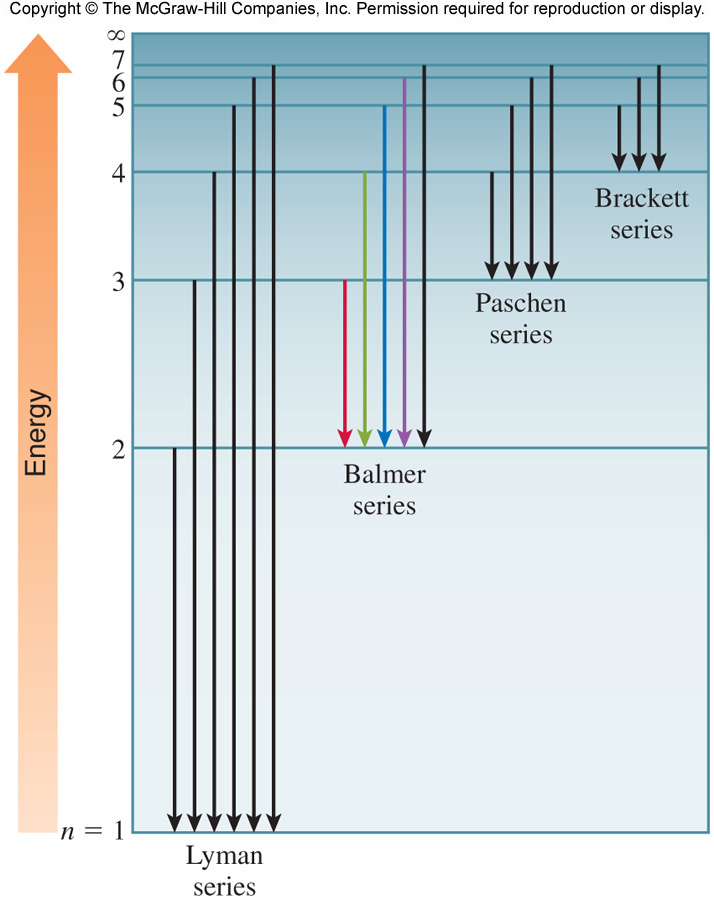 Copyright © The McGraw-Hill Companies, Inc. Permission required for reproduction or display.
∞
7
6
5
4
Brackett
series
3
Paschen
series
Energy
2
Balmer
series
n = 1
Lyman
series